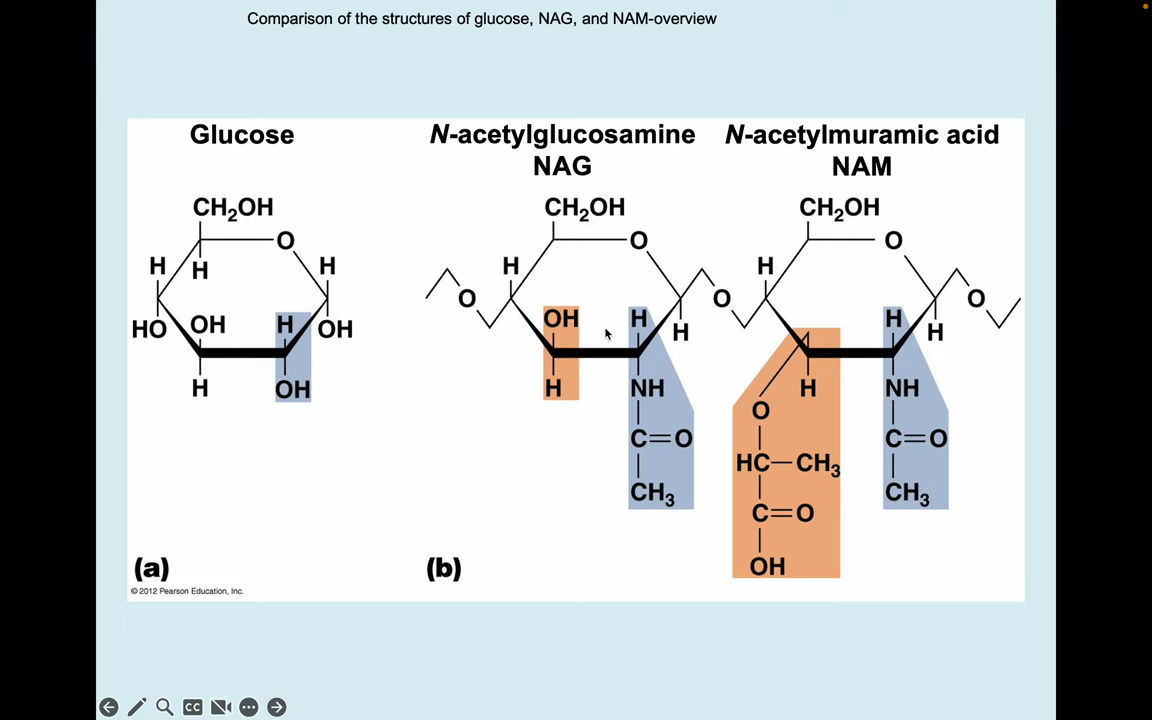 Comparison of the structures of glucose, NAG, and NAM-overview
Glucose
N-acetylglucosamine
NAG
N-acetylmuramic acid
NAM
CH₂OH
O
H
H
H
HO
OH
H
OH
H
OH
(a)
© 2012 Pearson Education, Inc.
CH₂OH
O
H
O
OH
H
H
H
NH
C=O
CH₃
(b)
O
CH₂OH
O
H
H
H
O
H
NH
O
HC-CH₃
C=O
OH
C=O
CH₃
CC